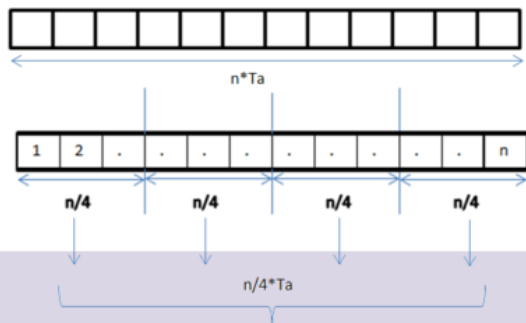 n*Ta
1 2 . . . . . . . . . n
n/4 n/4 n/4 n/4
n/4*Ta